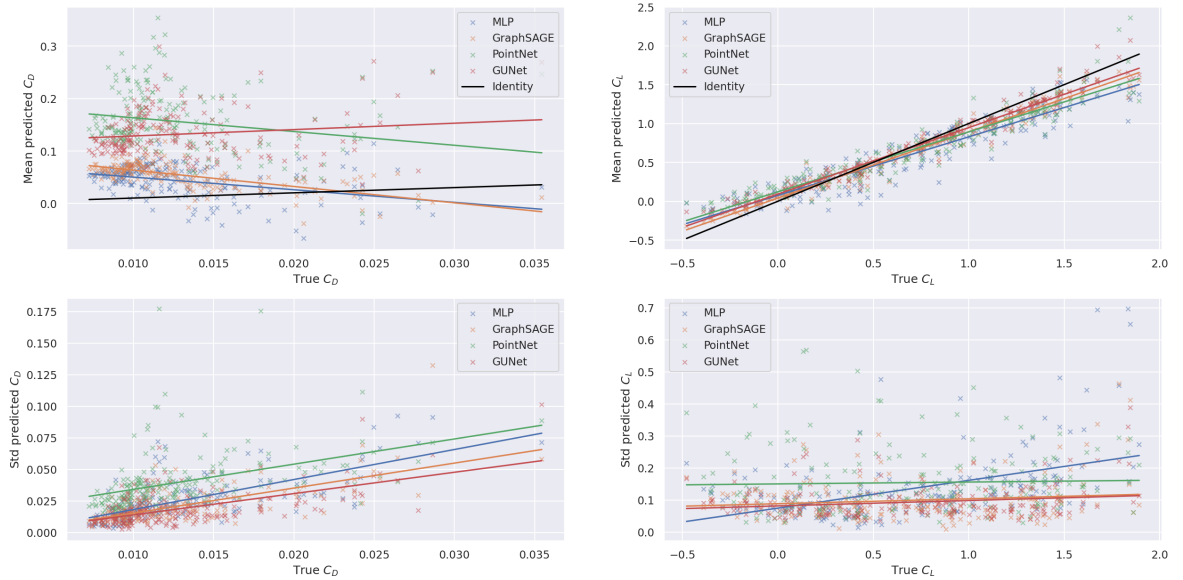 Mean predicted C_D
0.3
0.2
0.1
0.0
MLP
GraphSAGE
PointNet
GUNet
Identity
0.010 0.015 0.020 0.025 0.030 0.035
True C_D
Mean predicted C_L
2.5
2.0
1.5
1.0
0.5
0.0
−0.5
MLP
GraphSAGE
PointNet
GUNet
Identity
−0.5 0.0 0.5 1.0 1.5 2.0
True C_L
Std predicted C_D
0.175
0.150
0.125
0.100
0.075
0.050
0.025
0.000
MLP
GraphSAGE
PointNet
GUNet
0.010 0.015 0.020 0.025 0.030 0.035
True C_D
Std predicted C_L
0.7
0.6
0.5
0.4
0.3
0.2
0.1
0.0
MLP
GraphSAGE
PointNet
GUNet
−0.5 0.0 0.5 1.0 1.5 2.0
True C_L